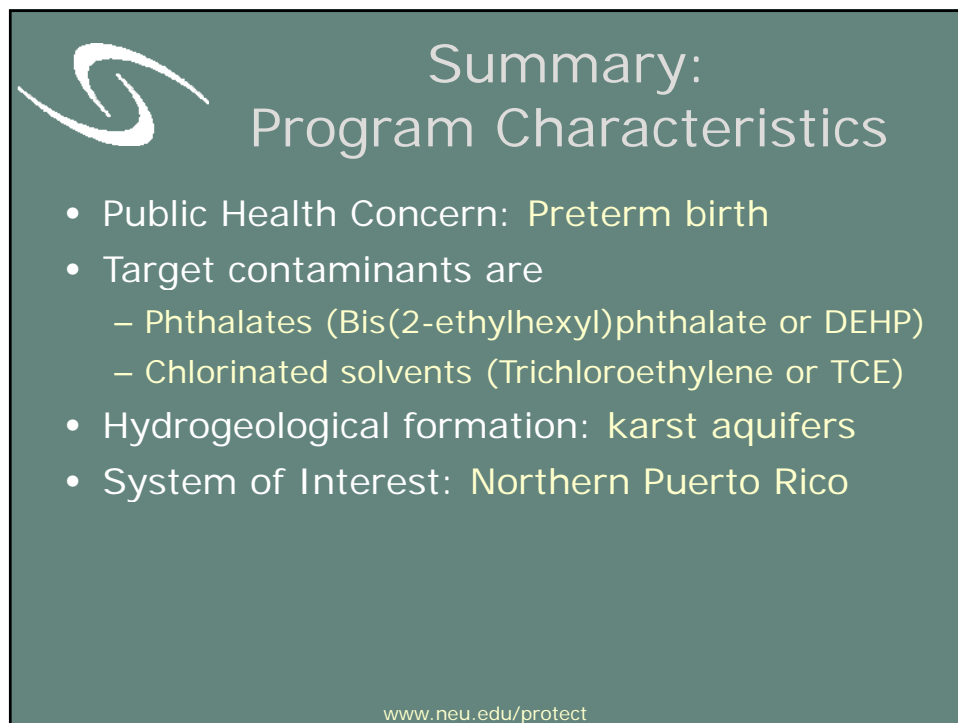 Summary:
Program Characteristics
• Public Health Concern: Preterm birth
• Target contaminants are
– Phthalates (Bis(2-ethylhexyl)phthalate or DEHP)
– Chlorinated solvents (Trichloroethylene or TCE)
• Hydrogeological formation: karst aquifers
• System of Interest: Northern Puerto Rico
www.neu.edu/protect